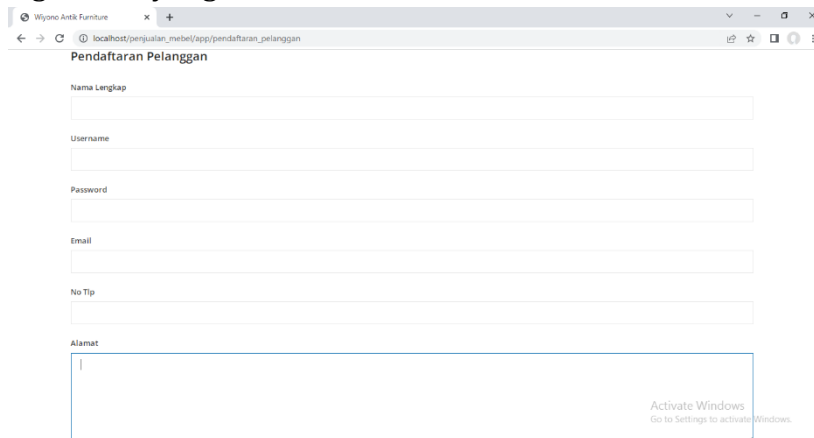 Wiyono Antik Furniture
localhost/penjualan_mebel/app/pendaftaran_pelanggan
Pendaftaran Pelanggan
Nama Lengkap
Username
Password
Email
No Tlp
Alamat
Activate Windows
Go to Settings to activate Windows.